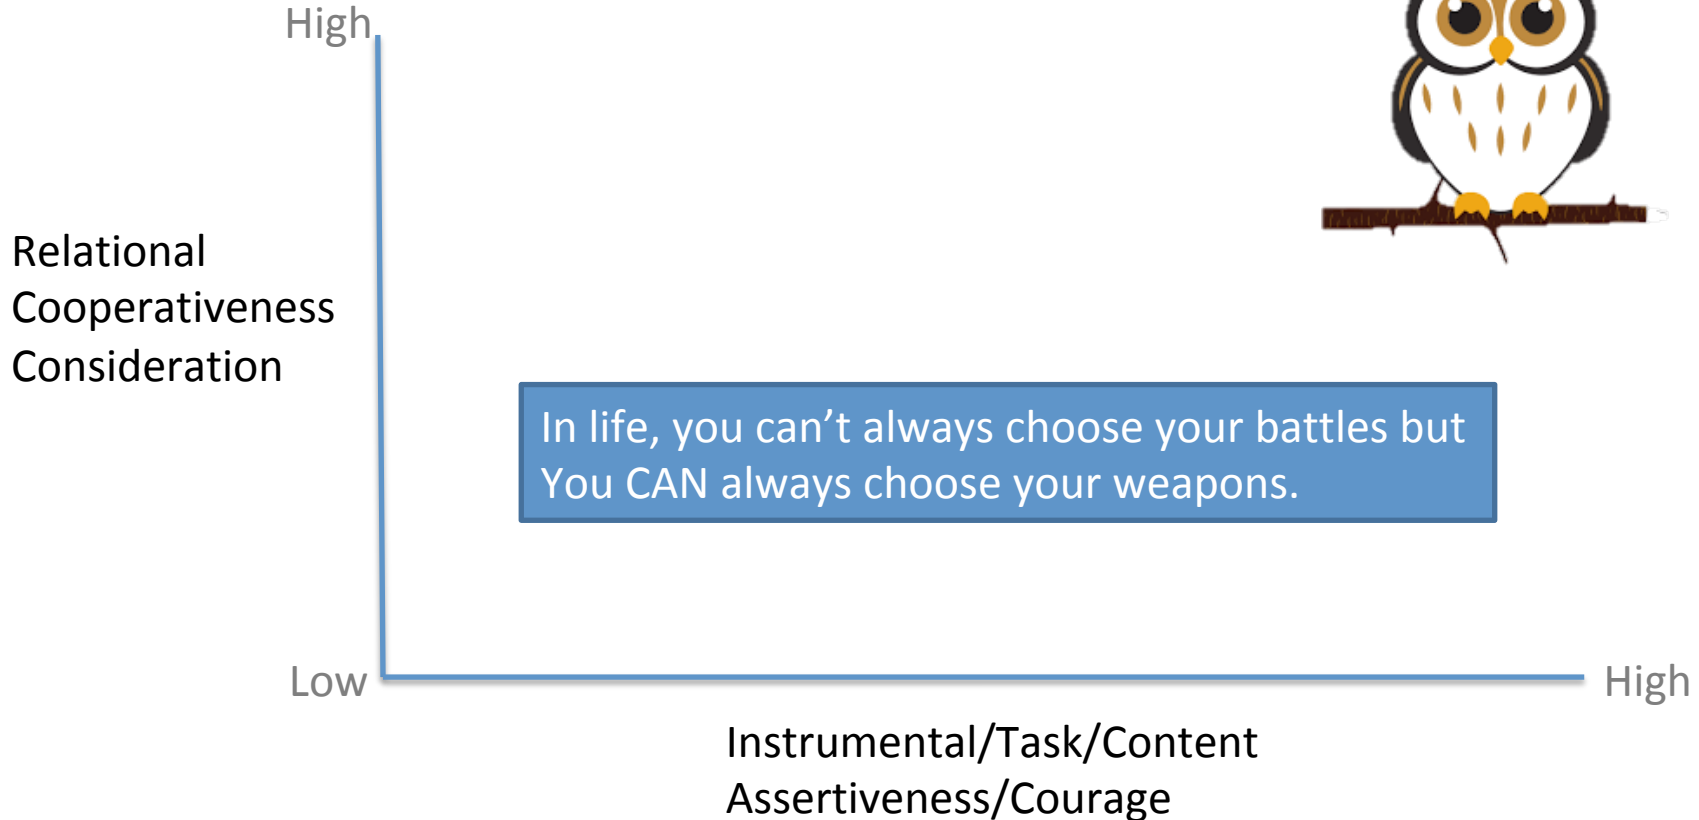 High
Relational
Cooperativeness
Consideration
In life, you can’t always choose your battles but
You CAN always choose your weapons.
Low
High
Instrumental/Task/Content
Assertiveness/Courage